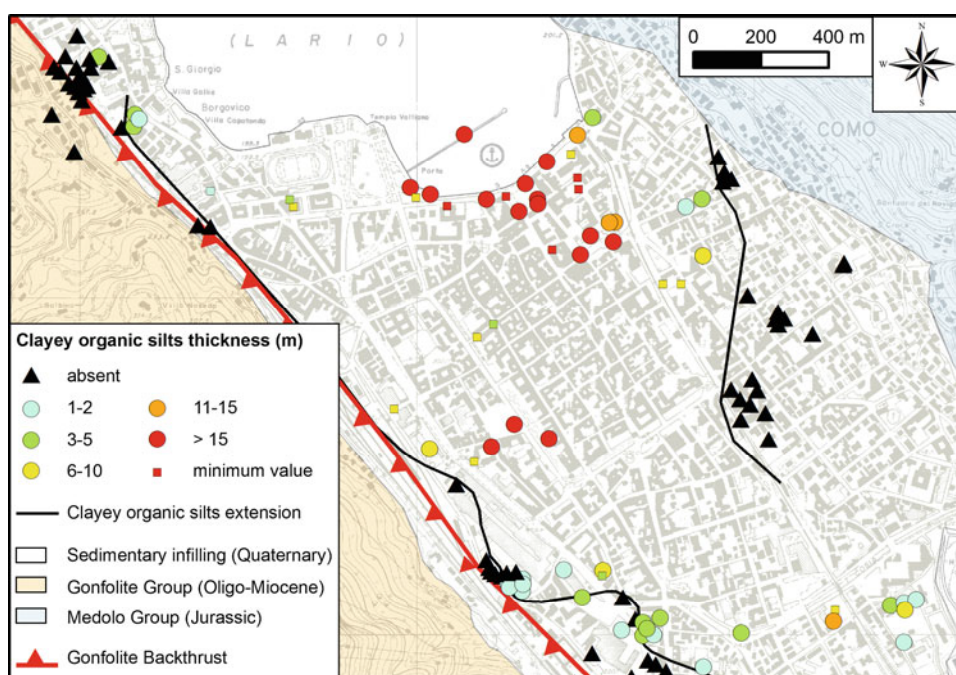 ( L A R I O )
0 200 400 m
N
W E
S
S. Giorgio
Villa Gallia
Borgovico
Tempio Voltiano
Porto
COMO
Clayey organic silts thickness (m)
absent
1-2 11-15
3-5 > 15
6-10 minimum value
Clayey organic silts extension
Sedimentary infilling (Quaternary)
Gonfolite Group (Oligo-Miocene)
Medolo Group (Jurassic)
Gonfolite Backthrust